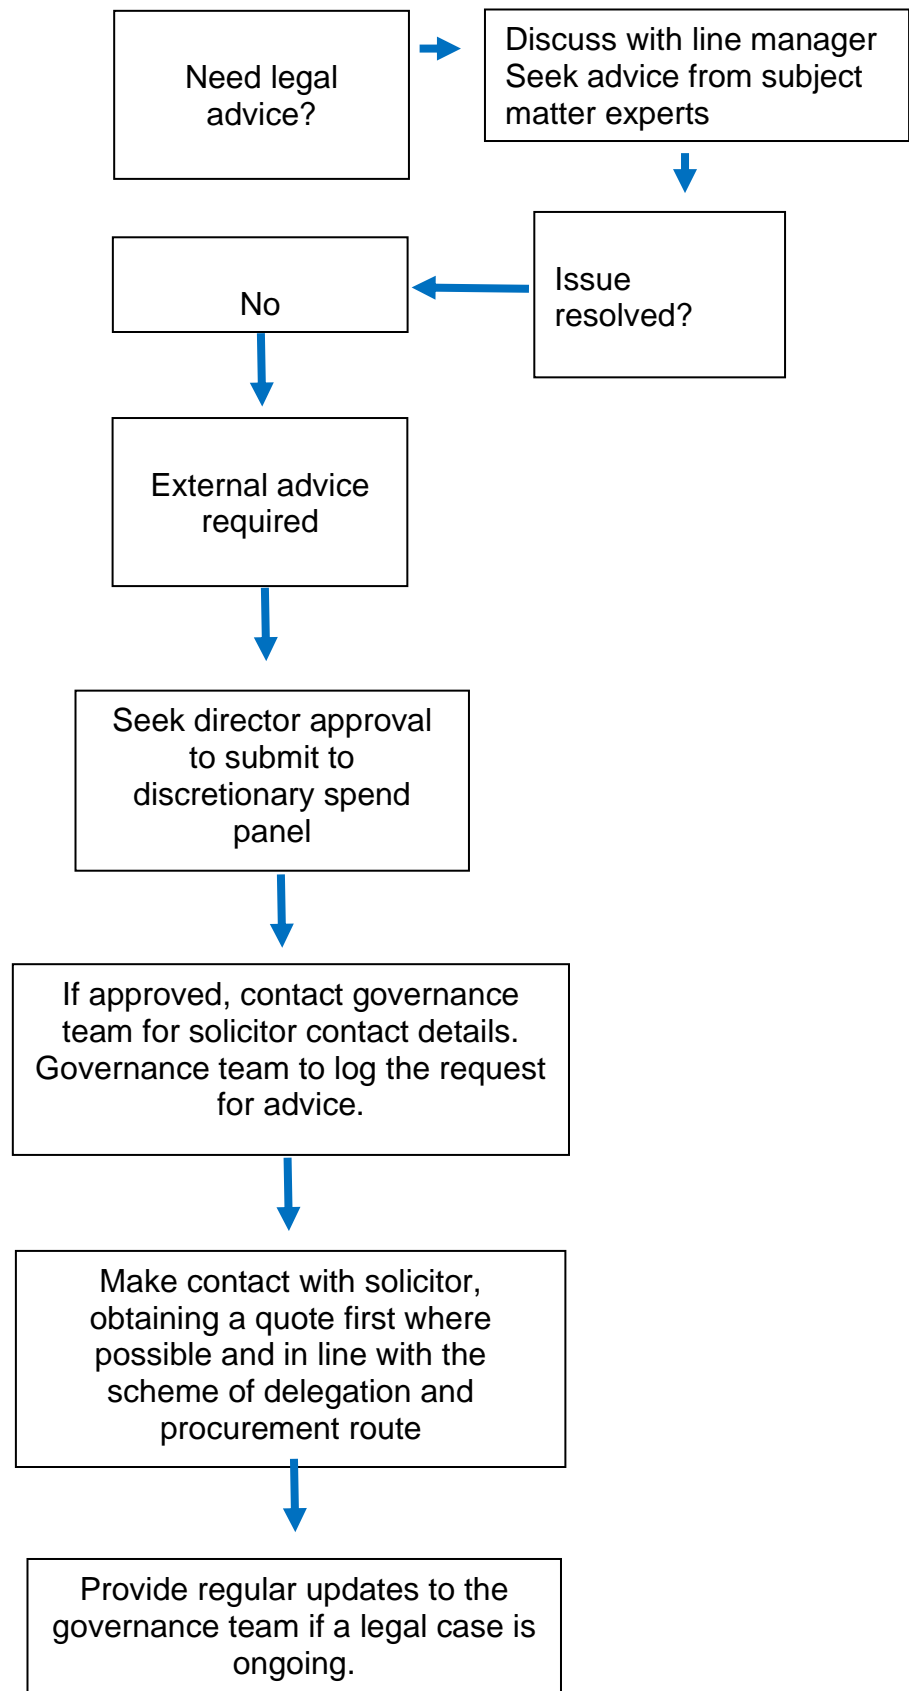 Need legal
advice?
Discuss with line manager
Seek advice from subject
matter experts
Issue
resolved?
No
External advice
required
Seek director approval
to submit to
discretionary spend
panel
If approved, contact governance
team for solicitor contact details.
Governance team to log the request
for advice.
Make contact with solicitor,
obtaining a quote first where
possible and in line with the
scheme of delegation and
procurement route
Provide regular updates to the
governance team if a legal case is
ongoing.